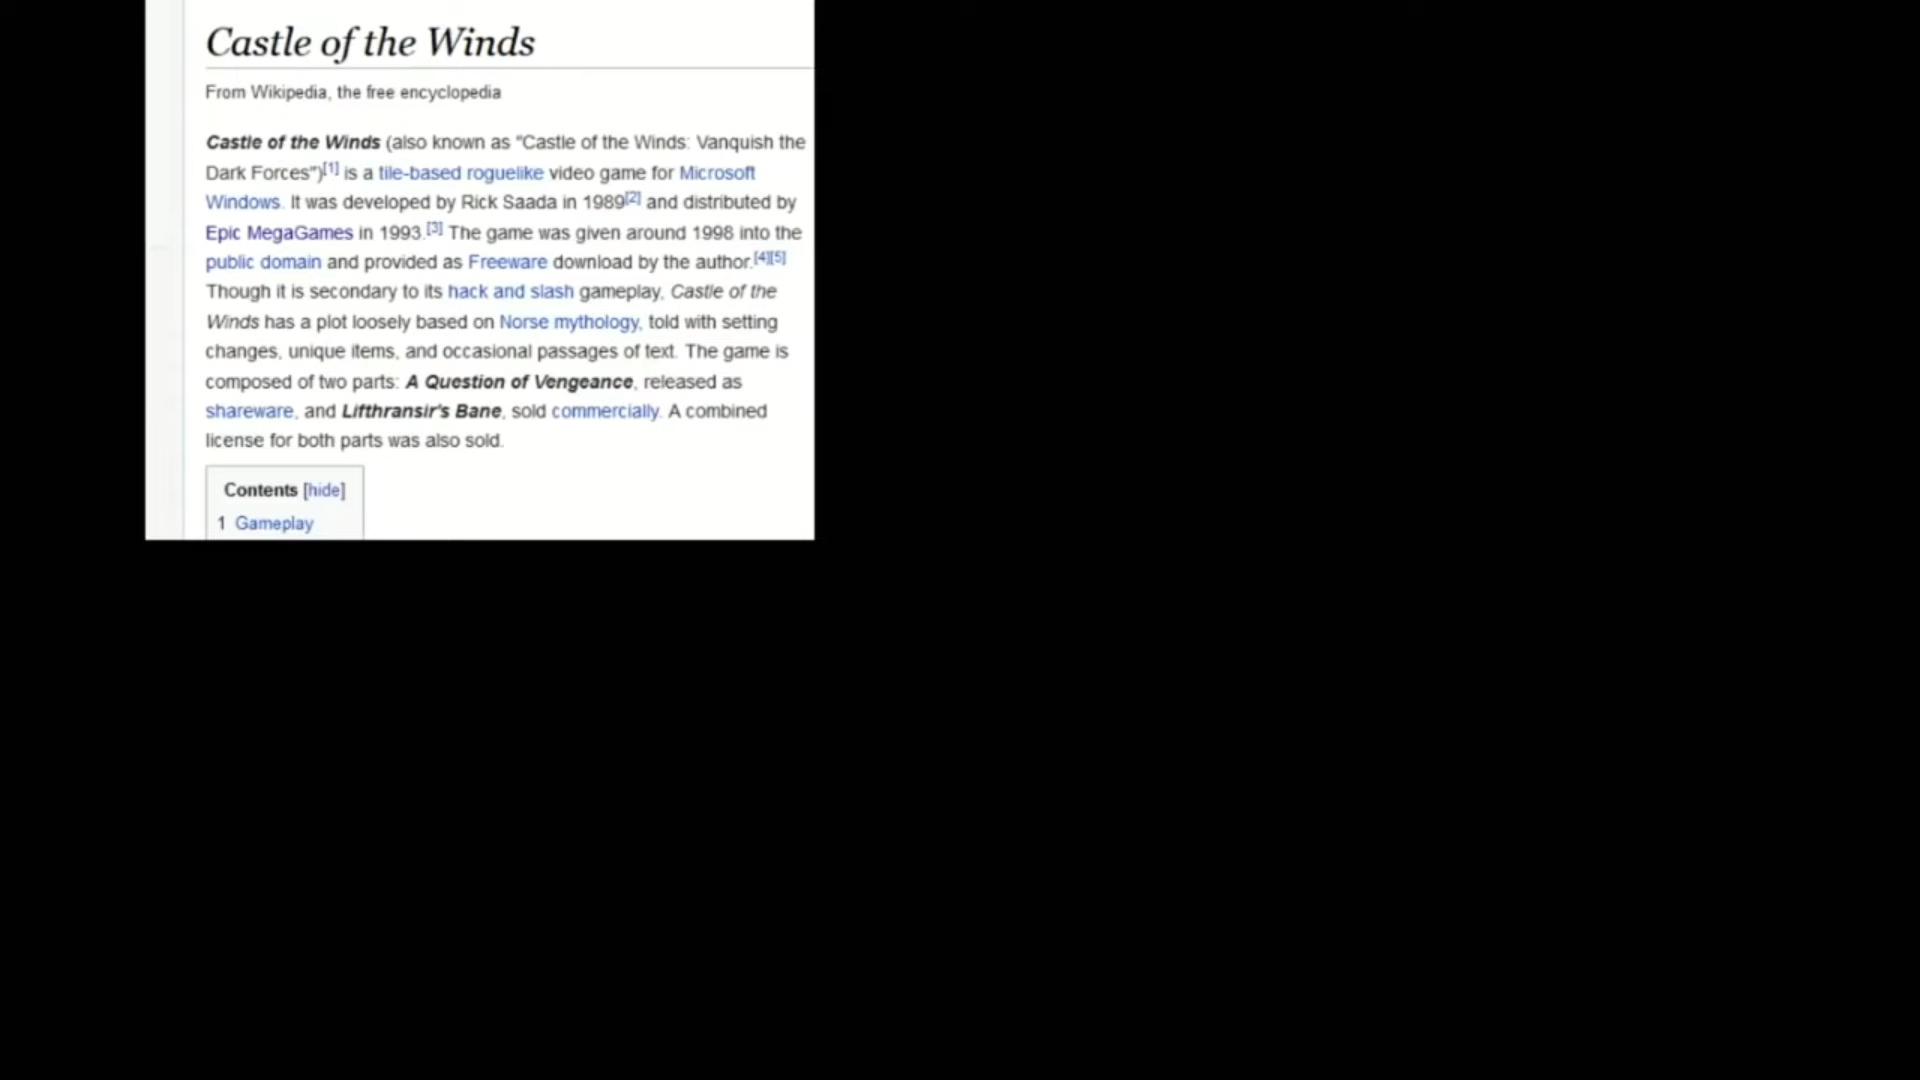 Castle of the Winds
From Wikipedia, the free encyclopedia
Castle of the Winds (also known as "Castle of the Winds: Vanquish the
Dark Forces")[1] is a tile-based roguelike video game for Microsoft
Windows. It was developed by Rick Saada in 1989[2] and distributed by
Epic MegaGames in 1993.[3] The game was given around 1998 into the
public domain and provided as Freeware download by the author.[4][5]
Though it is secondary to its hack and slash gameplay, Castle of the
Winds has a plot loosely based on Norse mythology, told with setting
changes, unique items, and occasional passages of text. The game is
composed of two parts: A Question of Vengeance, released as
shareware, and Lifthransir's Bane, sold commercially. A combined
license for both parts was also sold.
Contents [hide]
1 Gameplay